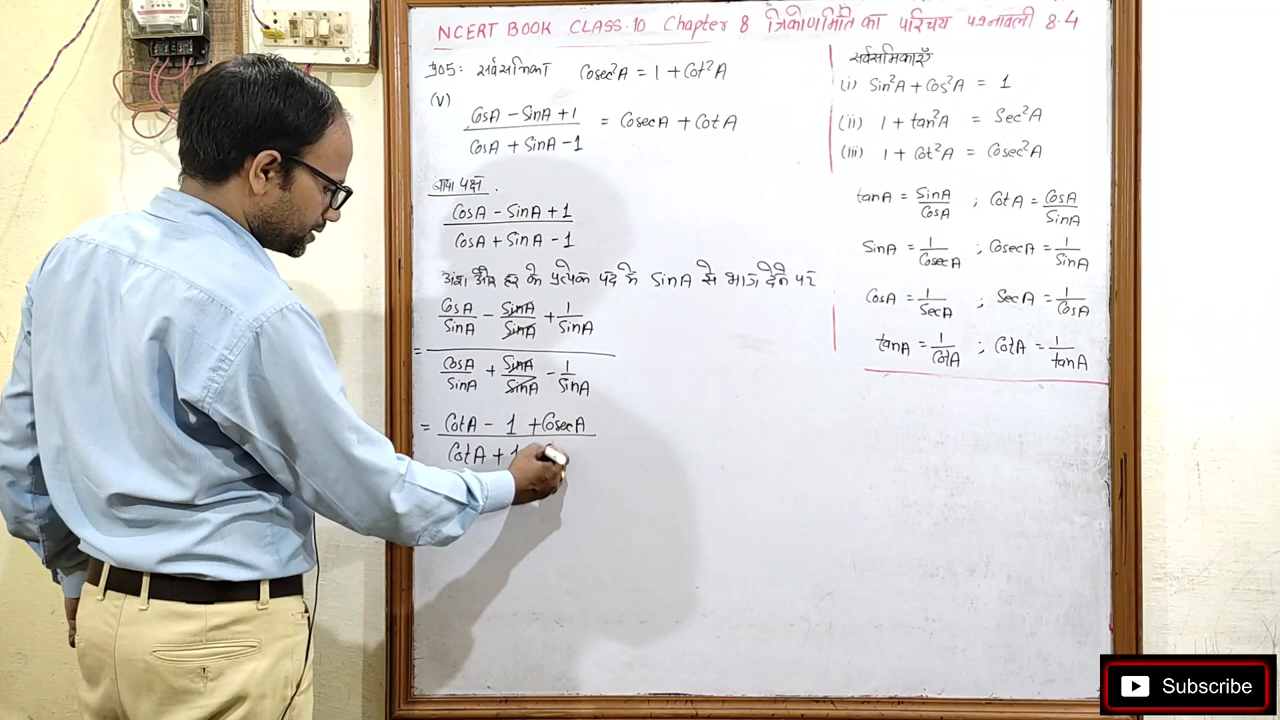 NCERT BOOK CLASS-10 Chapter 8 त्रिकोणमिति का परिचय प्रश्नावली 8.4
प्र05: सर्वसमिका Cosec²A = 1 + Cot²A
(V)
CosA - SinA + 1 / CosA + SinA - 1 = CosecA + CotA
बायां पक्ष
CosA - SinA + 1 / CosA + SinA - 1
अंश और हर के प्रत्येक पद में SinA से भाग देने पर
= CosA/SinA - SinA/SinA + 1/SinA
CosA/SinA + SinA/SinA - 1/SinA
= CotA - 1 + CosecA
CotA + 1
सर्वसमिकाएँ
(i) Sin²A + Cos²A = 1
(ii) 1 + tan²A = Sec²A
(iii) 1 + Cot²A = Cosec²A
tanA = SinA/CosA ; CotA = CosA/SinA
SinA = 1/CosecA ; CosecA = 1/SinA
CosA = 1/SecA ; SecA = 1/CosA
tanA = 1/CotA ; CotA = 1/tanA
Subscribe